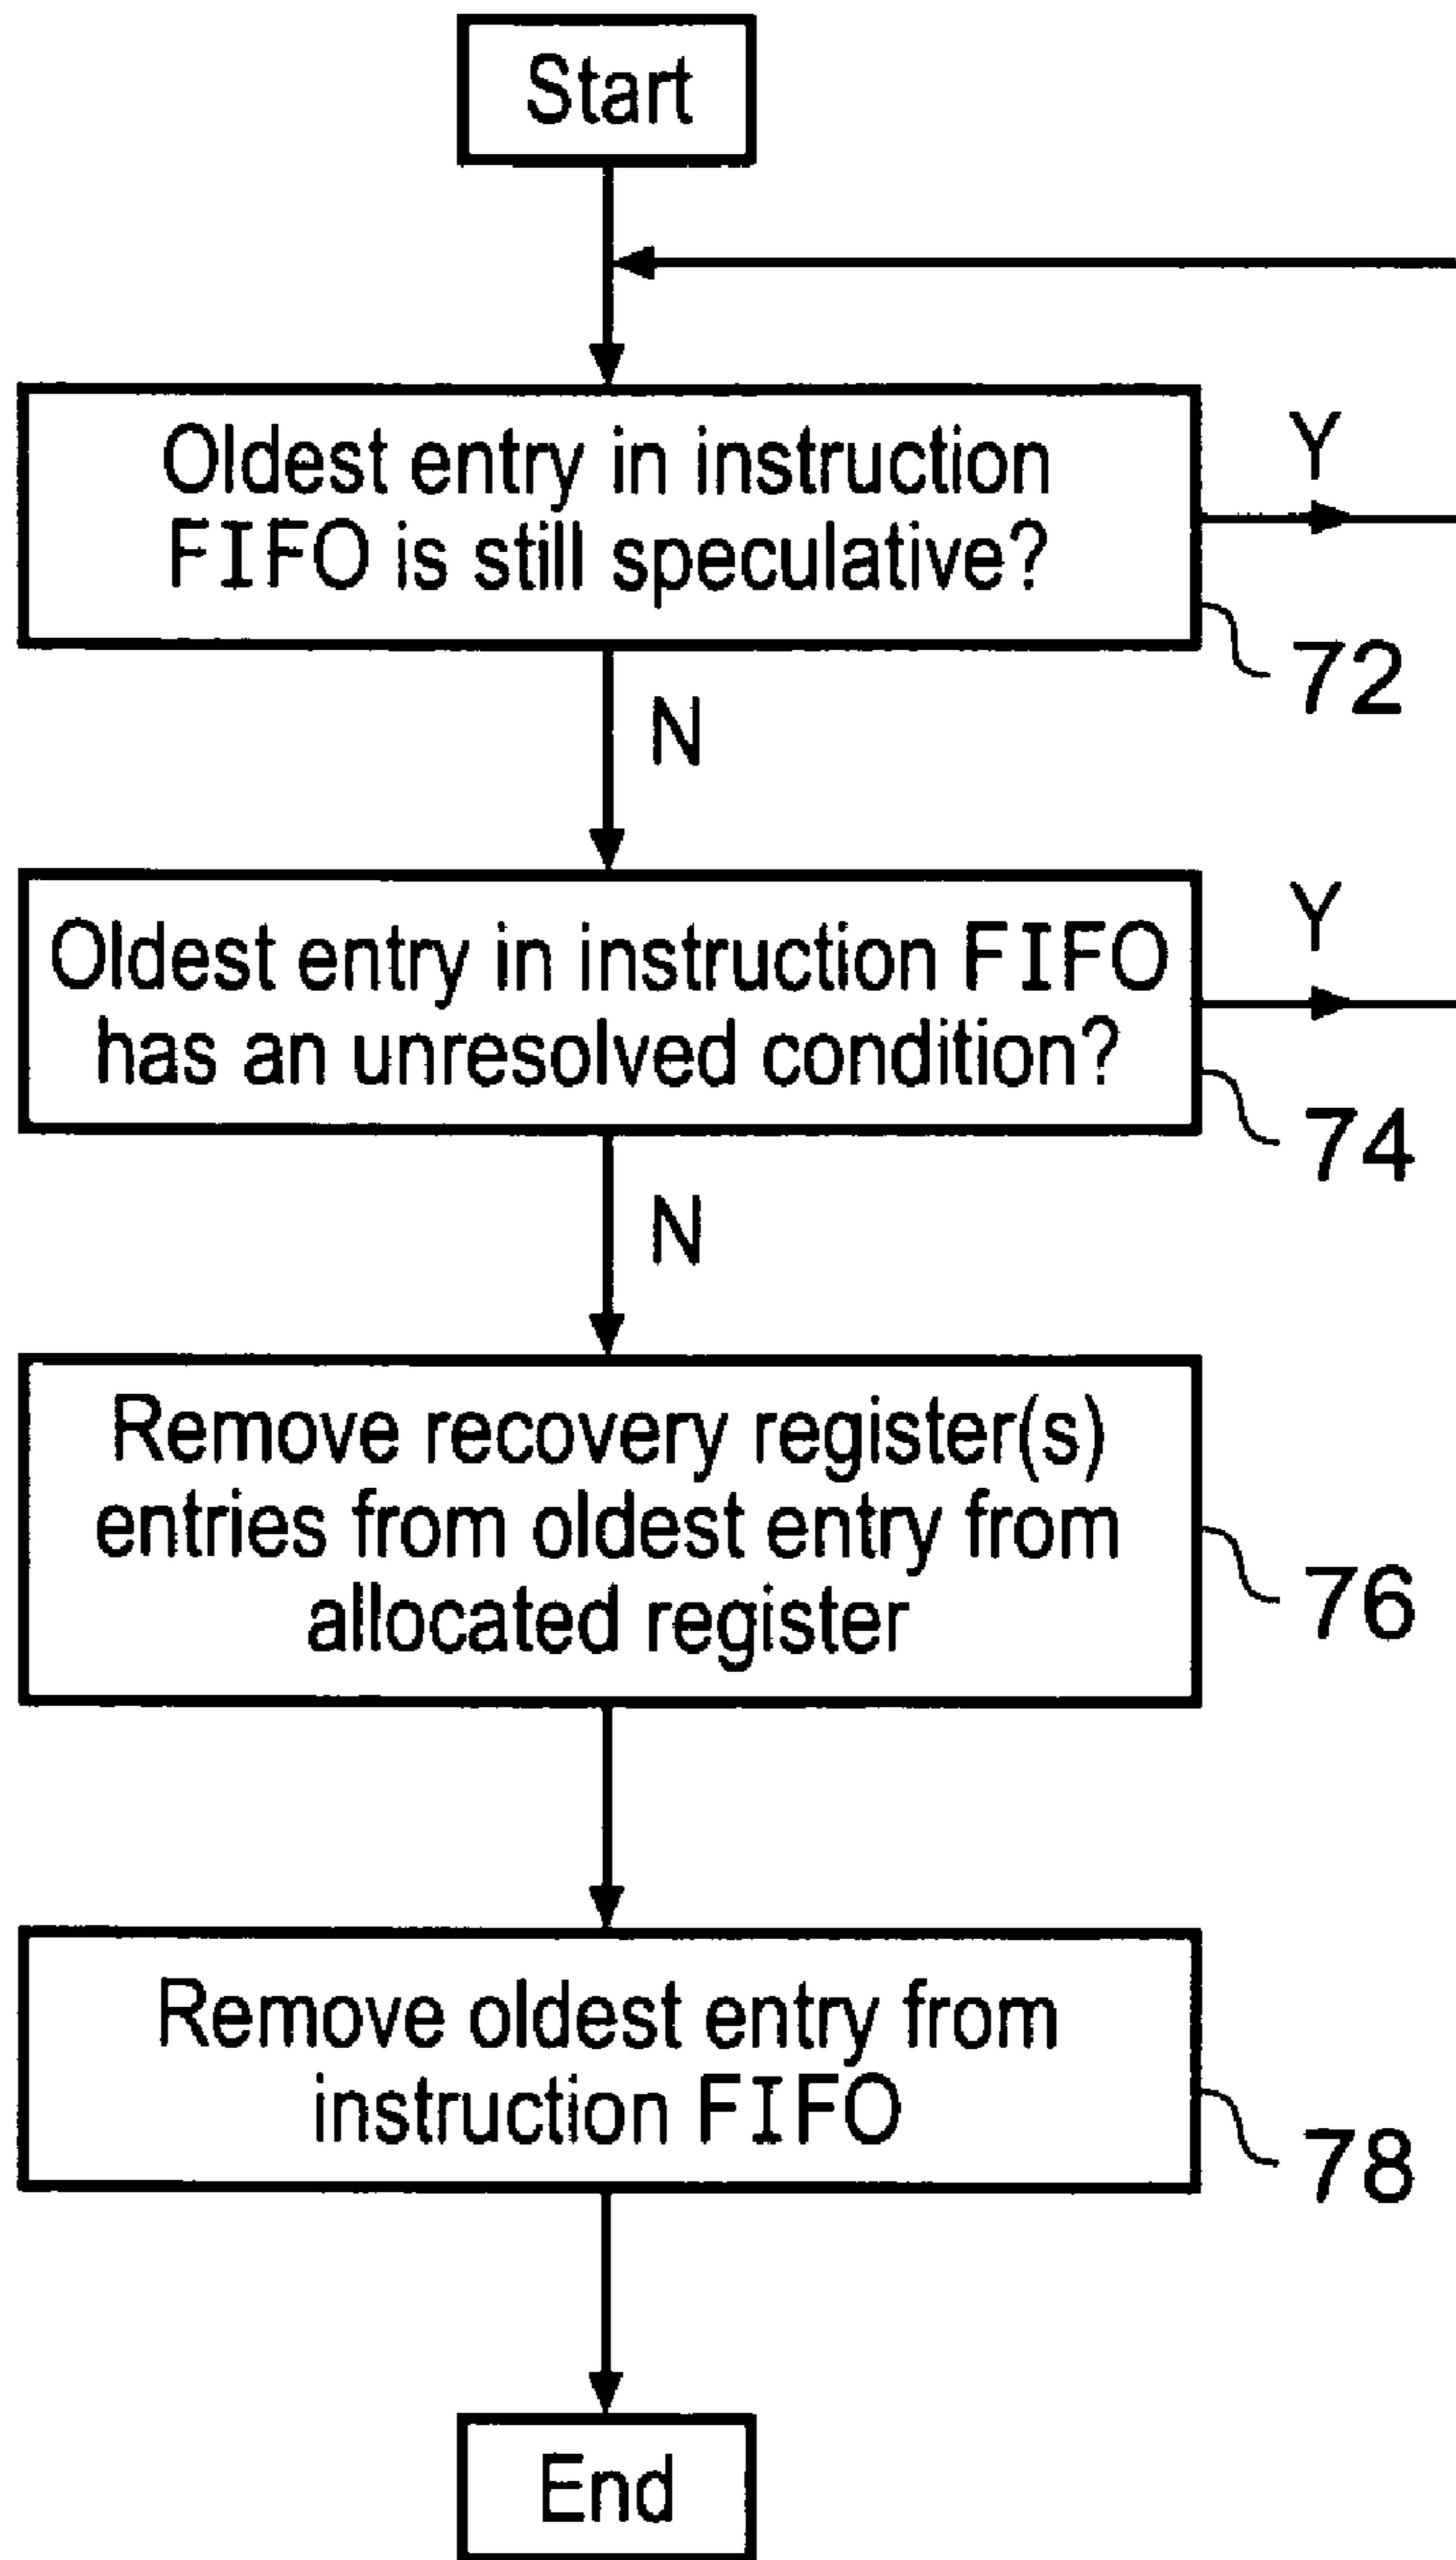 Start
Oldest entry in instruction
FIFO is still speculative?
Y
72
N
Oldest entry in instruction FIFO
has an unresolved condition?
Y
74
N
Remove recovery register(s)
entries from oldest entry from
allocated register
76
Remove oldest entry from
instruction FIFO
78
End